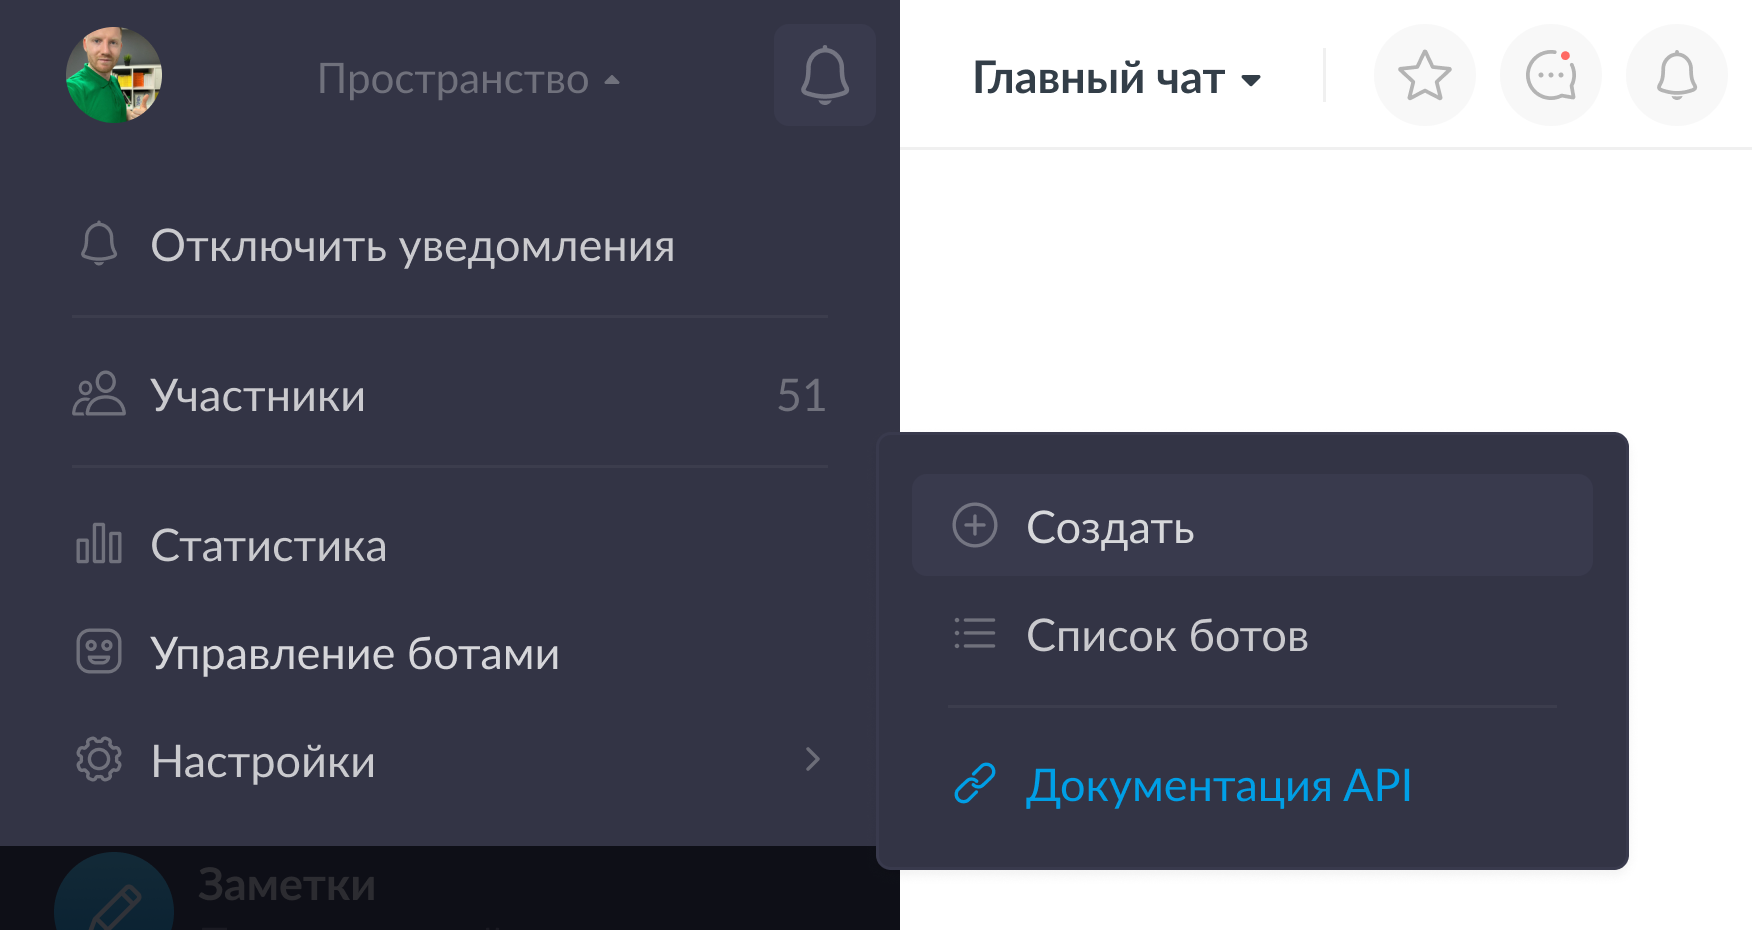 Пространство
Главный чат
Отключить уведомления
Участники 51
Статистика
Управление ботами
Настройки
Создать
Список ботов
Документация API
Заметки